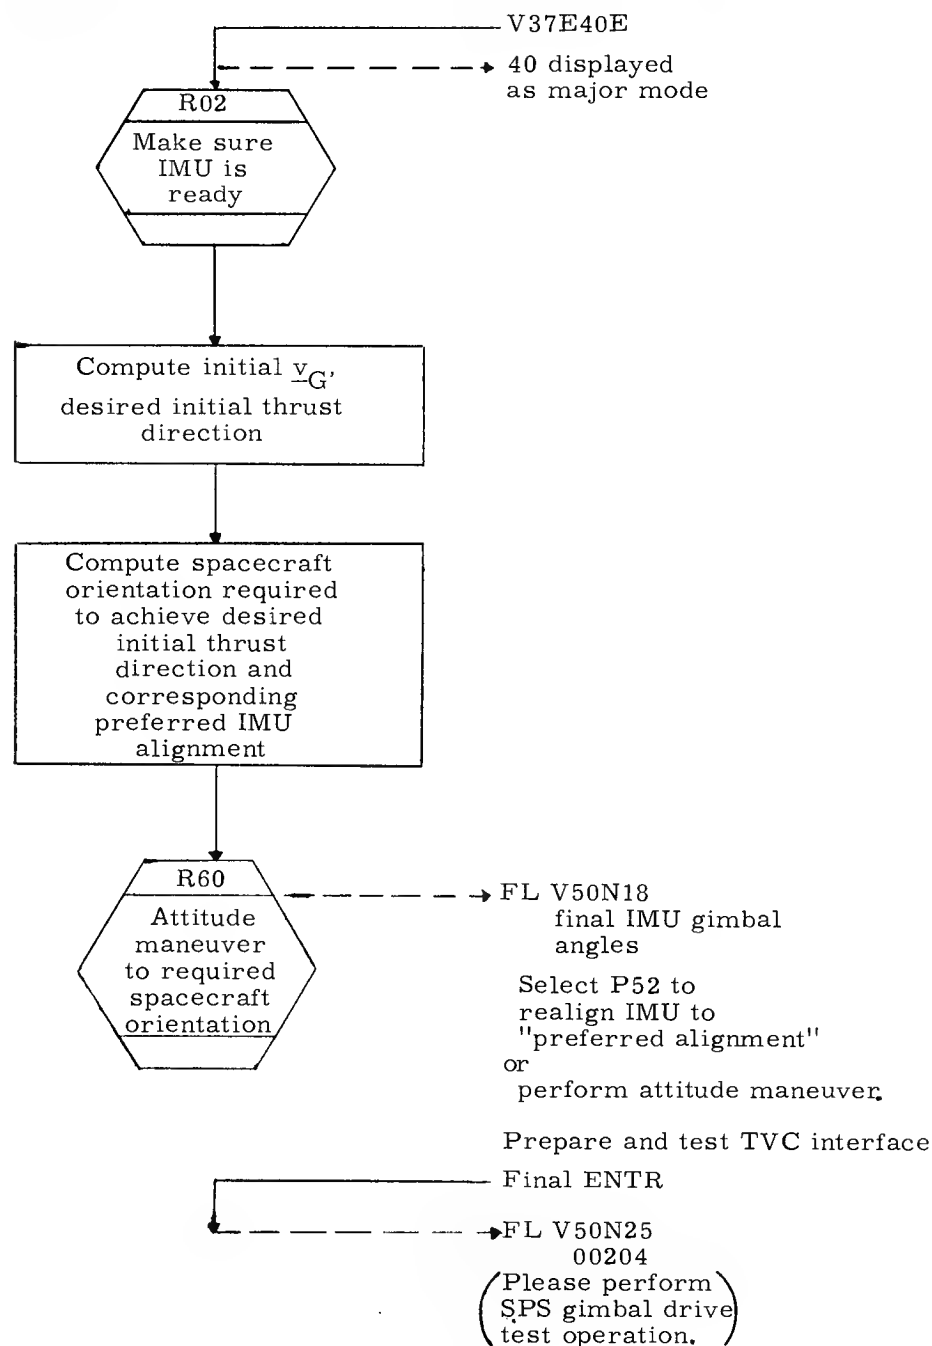 V37E40E
40 displayed
as major mode
R02
Make sure
IMU is
ready
Compute initial v_G,
desired initial thrust
direction
Compute spacecraft
orientation required
to achieve desired
initial thrust
direction and
corresponding
preferred IMU
alignment
R60
Attitude
maneuver
to required
spacecraft
orientation
FL V50N18
final IMU gimbal
angles
Select P52 to
realign IMU to
"preferred alignment"
or
perform attitude maneuver.
Prepare and test TVC interface
Final ENTR
FL V50N25
00204
(Please perform
SPS gimbal drive
test operation.)